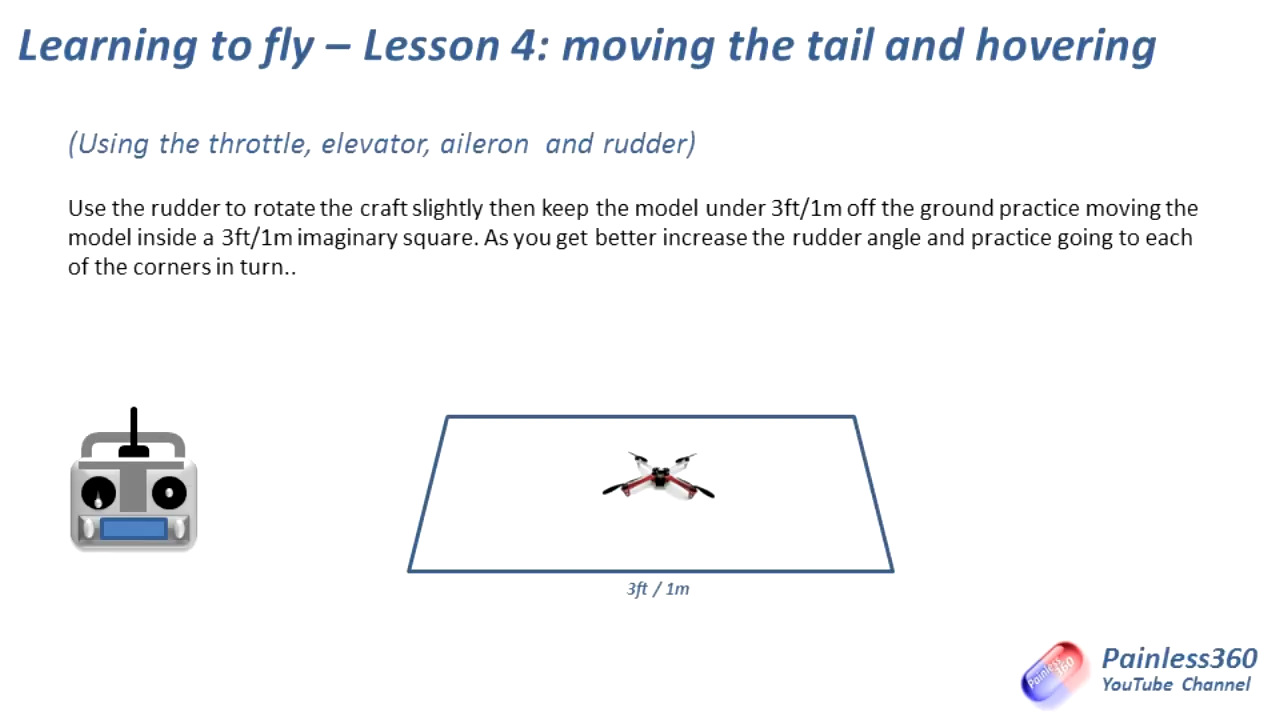 Learning to fly – Lesson 4: moving the tail and hovering
(Using the throttle, elevator, aileron and rudder)
Use the rudder to rotate the craft slightly then keep the model under 3ft/1m off the ground practice moving the
model inside a 3ft/1m imaginary square. As you get better increase the rudder angle and practice going to each
of the corners in turn..
3ft / 1m
Painless360
Painless360
YouTube Channel